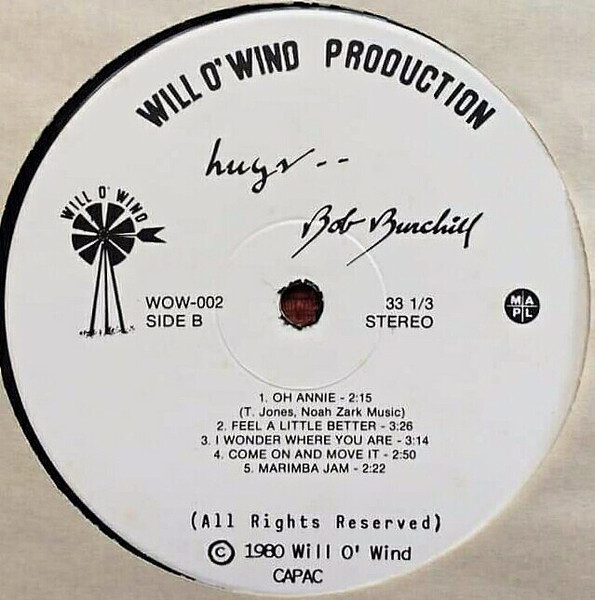 WILL O' WIND PRODUCTION
hugs --
Bob Burchill
WILL O' WIND
WOW-002
SIDE B
33 1/3
STEREO
M A
P L
1. OH ANNIE - 2:15
(T. Jones, Noah Zark Music)
2. FEEL A LITTLE BETTER - 3:26
3. I WONDER WHERE YOU ARE - 3:14
4. COME ON AND MOVE IT - 2:50
5. MARIMBA JAM - 2:22
(All Rights Reserved)
© 1980 Will O' Wind
CAPAC